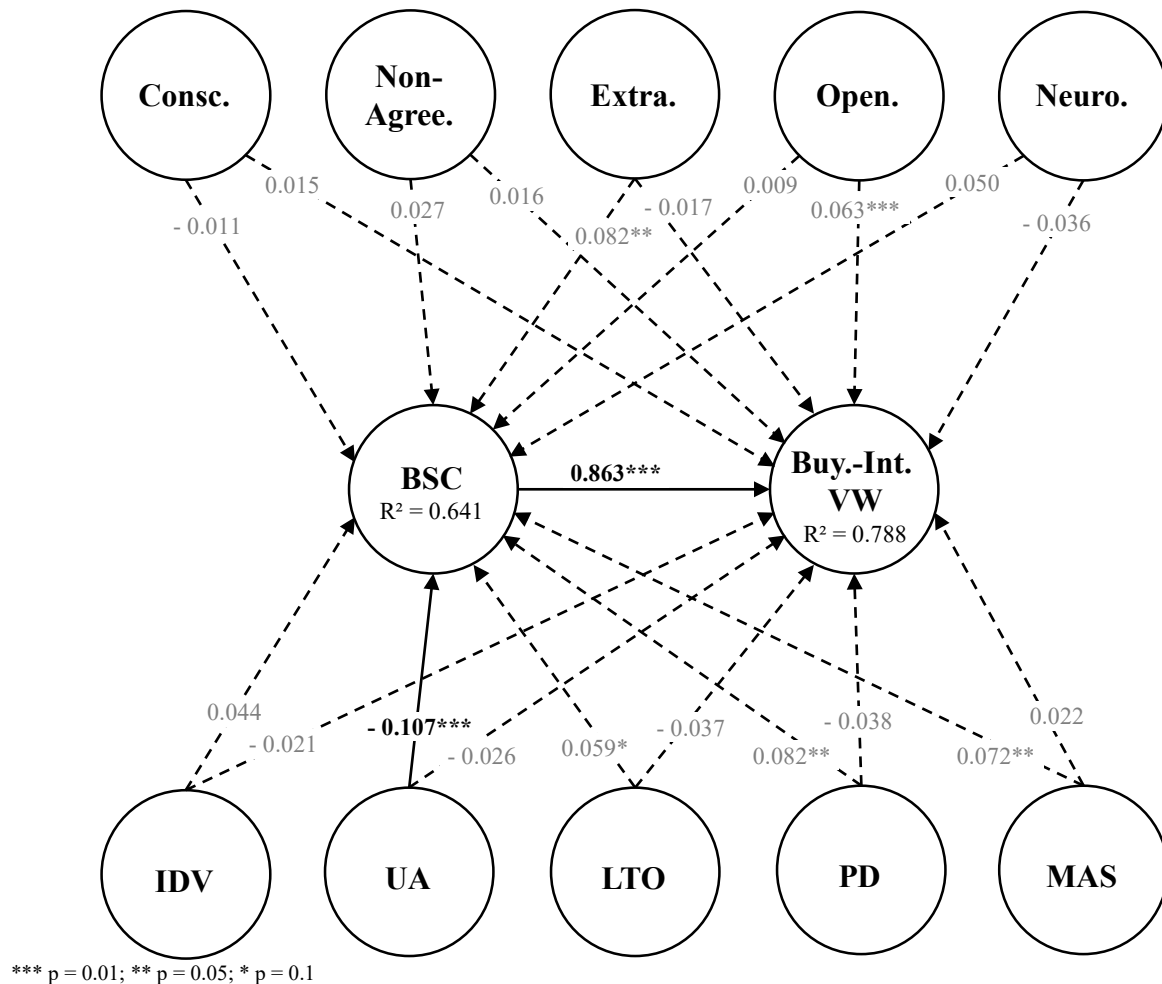 Consc.
Non-
Agree.
Extra.
Open.
Neuro.
- 0.011
0.015
0.027
0.016
0.082**
- 0.017
0.009
0.063***
0.050
- 0.036
BSC
R² = 0.641
0.863***
Buy.-Int.
VW
R² = 0.788
0.044
- 0.021
- 0.107***
- 0.026
0.059*
- 0.037
0.082**
- 0.038
0.072**
0.022
IDV
UA
LTO
PD
MAS
*** p = 0.01; ** p = 0.05; * p = 0.1